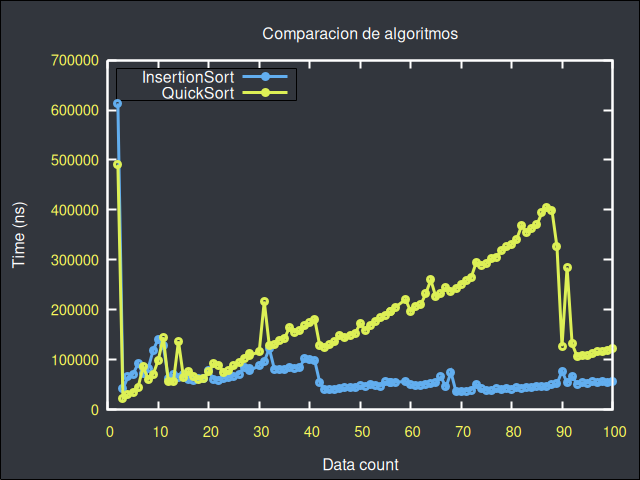 Comparacion de algoritmos
700000
600000
500000
400000
300000
200000
100000
0
InsertionSort
QuickSort
Time (ns)
0 10 20 30 40 50 60 70 80 90 100
Data count